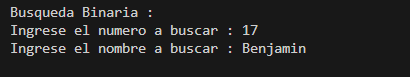 Busqueda Binaria :
Ingrese el numero a buscar : 17
Ingrese el nombre a buscar : Benjamin